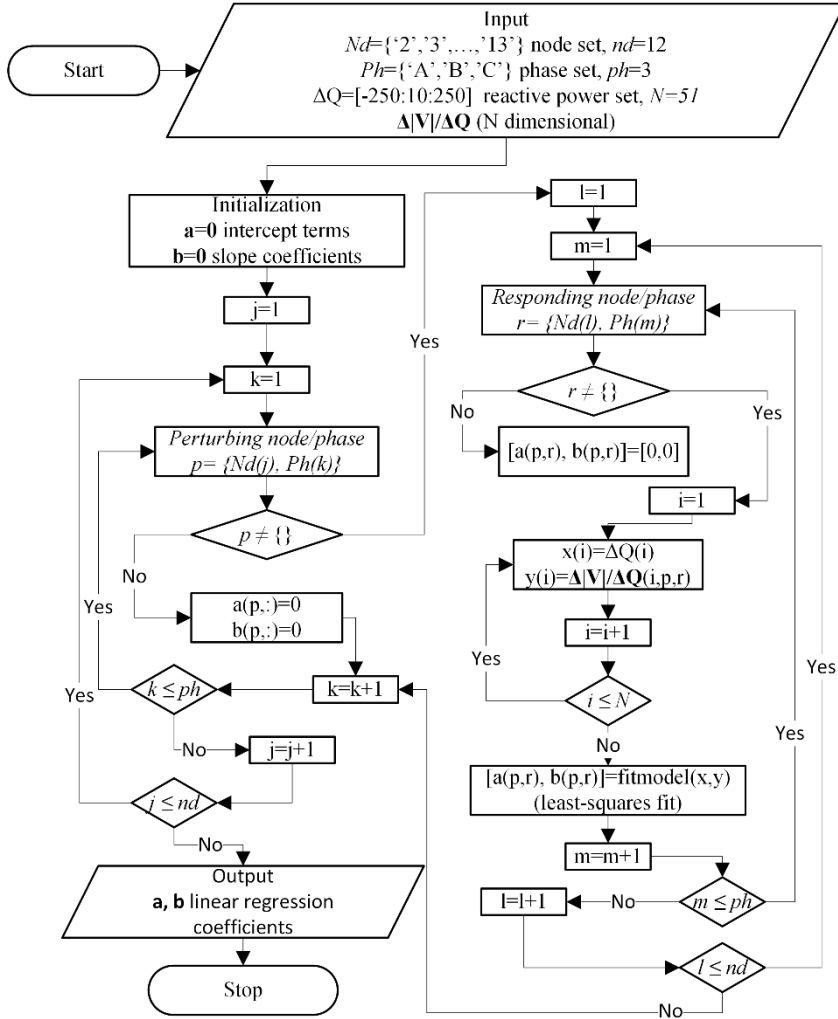 Start
Input
Nd={‘2’,’3’,…,’13’} node set, nd=12
Ph={‘A’,’B’,’C’} phase set, ph=3
ΔQ=[-250:10:250] reactive power set, N=51
Δ|V|/ΔQ (N dimensional)
Initialization
a=0 intercept terms
b=0 slope coefficients
j=1
k=1
Perturbing node/phase
p= {Nd(j), Ph(k)}
p ≠ {}
No
Yes
a(p,:)=0
b(p,:)=0
k=k+1
k ≤ ph
Yes
No
j=j+1
j ≤ nd
Yes
No
Output
a, b linear regression
coefficients
Stop
l=1
m=1
Responding node/phase
r= {Nd(l), Ph(m)}
r ≠ {}
No
Yes
[a(p,r), b(p,r)]=[0,0]
i=1
x(i)=ΔQ(i)
y(i)=Δ|V|/ΔQ(i,p,r)
i=i+1
i ≤ N
Yes
No
[a(p,r), b(p,r)]=fitmodel(x,y)
(least-squares fit)
m=m+1
m ≤ ph
Yes
No
l=l+1
l ≤ nd
Yes
No